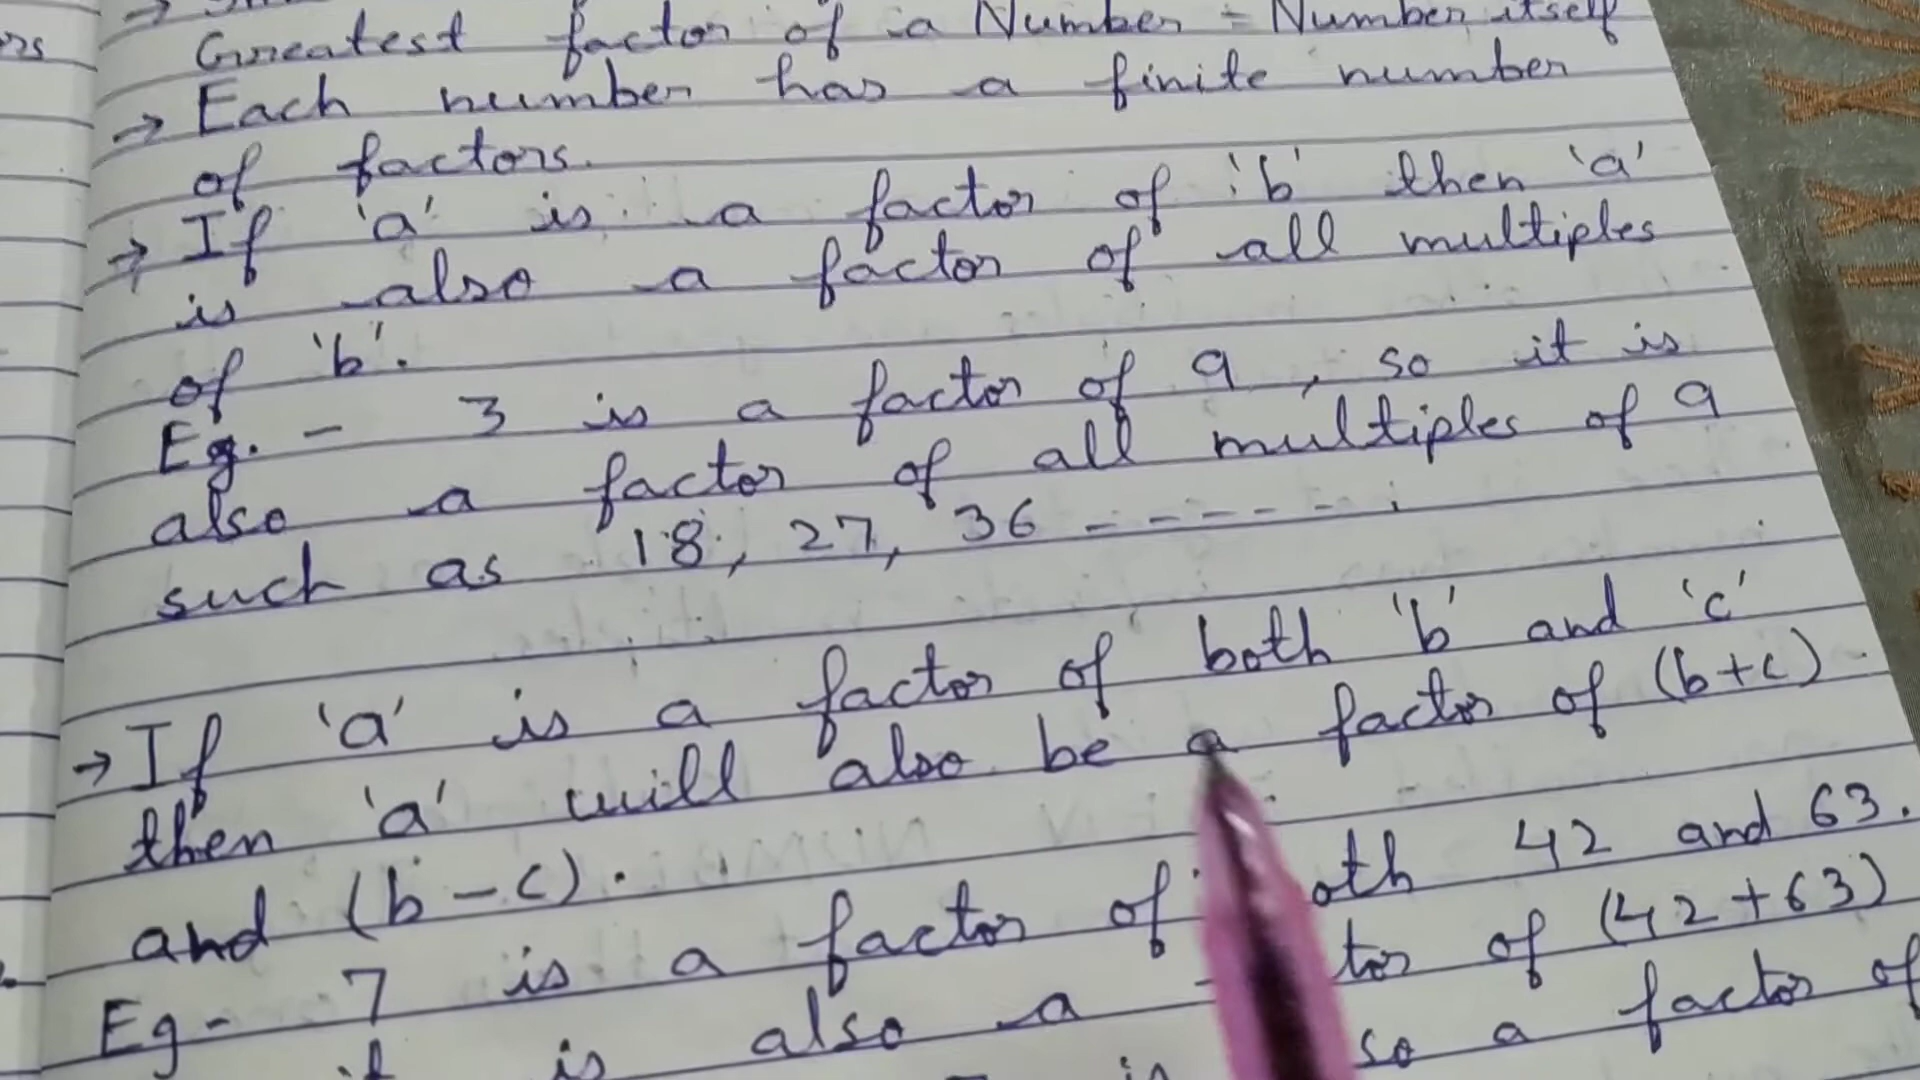 rs
Greatest factor of a Number = Number itself
→ Each number has a finite number
of factors.
→ If 'a' is a factor of 'b' then 'a'
is also a factor of all multiples
of 'b'.
Eg. - 3 is a factor of 9, so it is
also a factor of all multiples of 9
such as 18, 27, 36 ------.
→ If 'a' is a factor of both 'b' and 'c'
then 'a' will also be a factor of (b+c)
and (b-c).
Eg- 7 is a factor of oth 42 and 63.
is also a tor of (42+63)
so a factor of